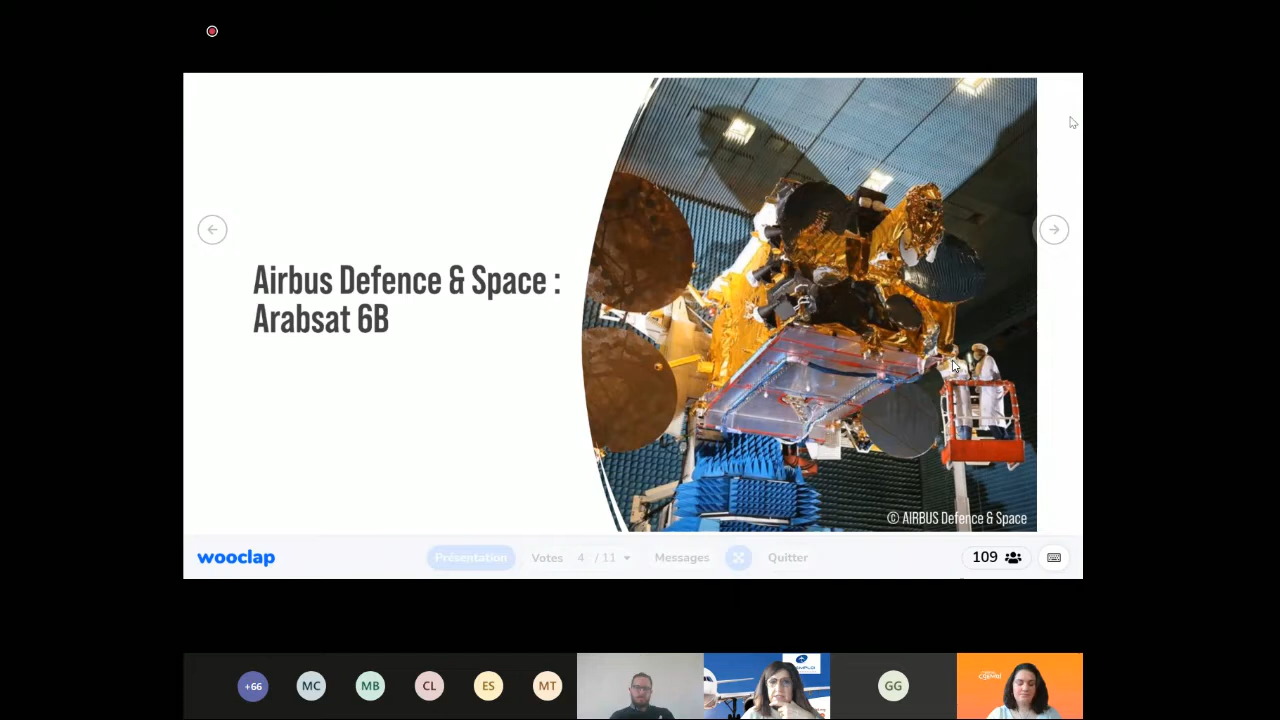 Airbus Defence & Space :
Arabsat 6B
© AIRBUS Defence & Space
wooclap
Présentation
Votes 4 / 11
Messages
Quitter
109
+66
MC
MB
CL
ES
MT
GG